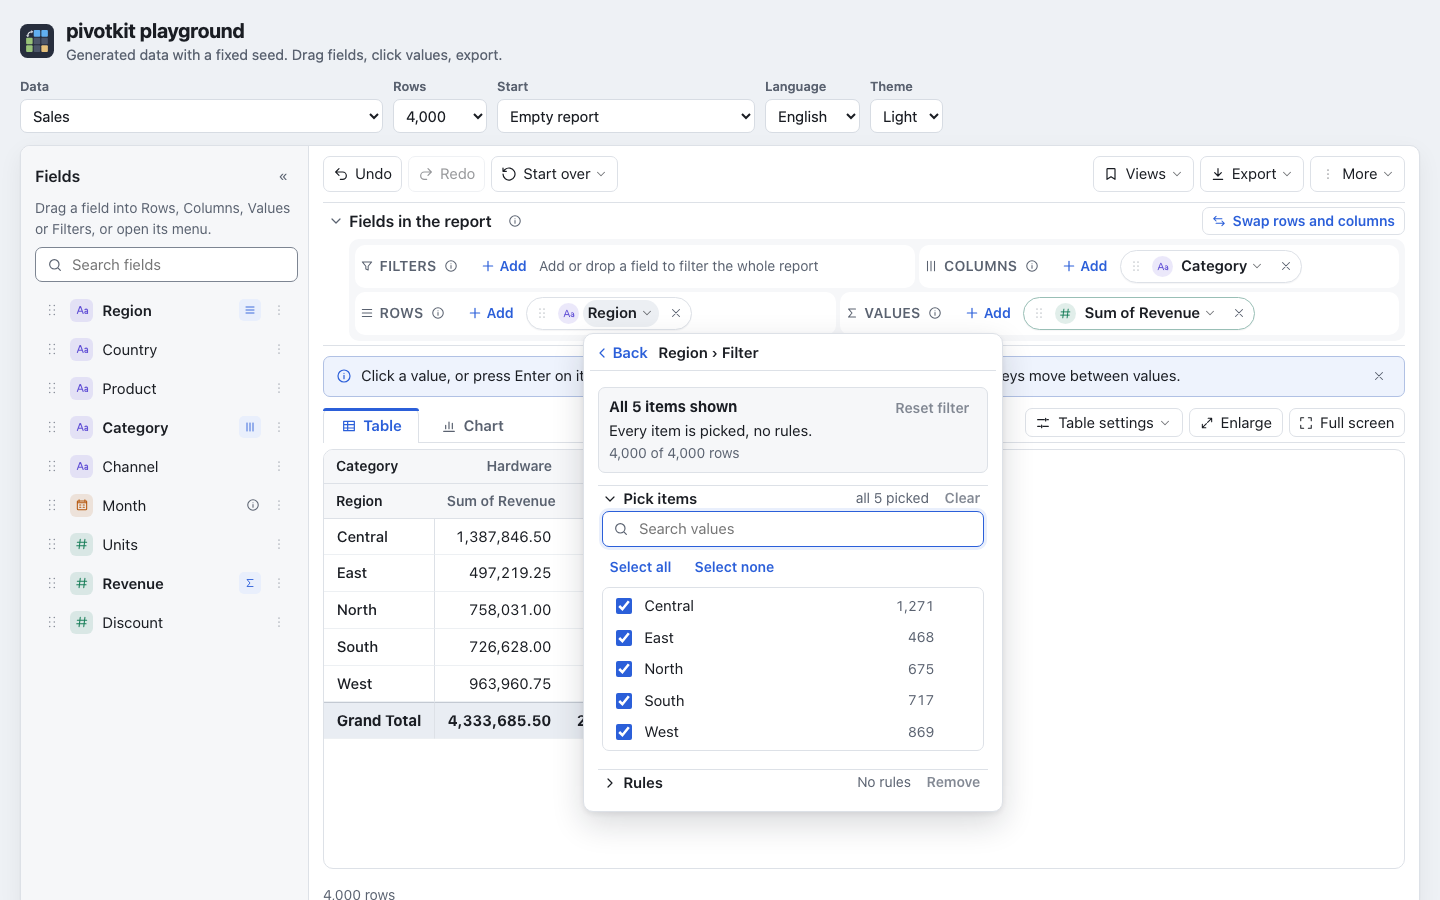 pivotkit playground
Generated data with a fixed seed. Drag fields, click values, export.
Data
Rows
Start
Language
Theme
Sales
4,000
Empty report
English
Light
Fields
«
Drag a field into Rows, Columns, Values
or Filters, or open its menu.
Search fields
Aa Region
Aa Country
Aa Product
Aa Category
Aa Channel
Month
# Units
# Revenue Σ
# Discount
Undo
Redo
Start over
Views
Export
More
Fields in the report
Swap rows and columns
FILTERS
+ Add
Add or drop a field to filter the whole report
COLUMNS
+ Add
Aa Category
ROWS
+ Add
Aa Region
Σ VALUES
+ Add
# Sum of Revenue
Click a value, or press Enter on it
eys move between values.
Table
Chart
Table settings
Enlarge
Full screen
Category Hardware
Region Sum of Revenue
Central 1,387,846.50
East 497,219.25
North 758,031.00
South 726,628.00
West 963,960.75
Grand Total 4,333,685.50 2
Back Region › Filter
All 5 items shown
Reset filter
Every item is picked, no rules.
4,000 of 4,000 rows
Pick items
all 5 picked
Clear
Search values
Select all
Select none
Central 1,271
East 468
North 675
South 717
West 869
Rules
No rules
Remove
4,000 rows